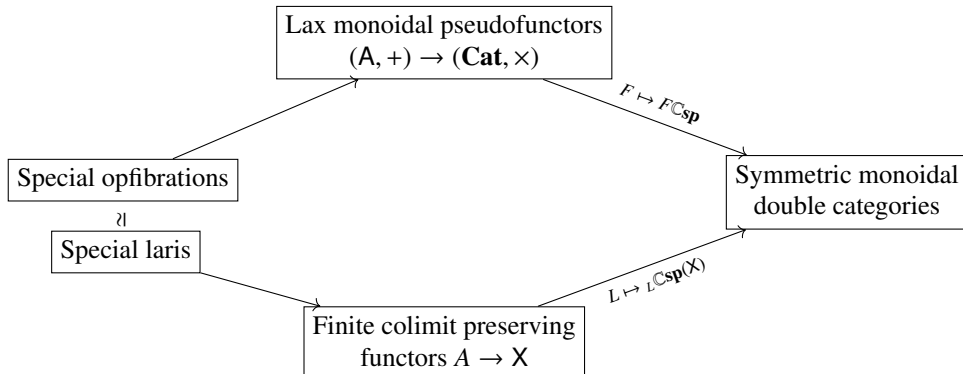 Lax monoidal pseudofunctors
(A, +) → (Cat, ×)
F ↦ Fℂsp
Special opfibrations
≃
Special laris
Symmetric monoidal
double categories
L ↦ Lℂsp(X)
Finite colimit preserving
functors A → X